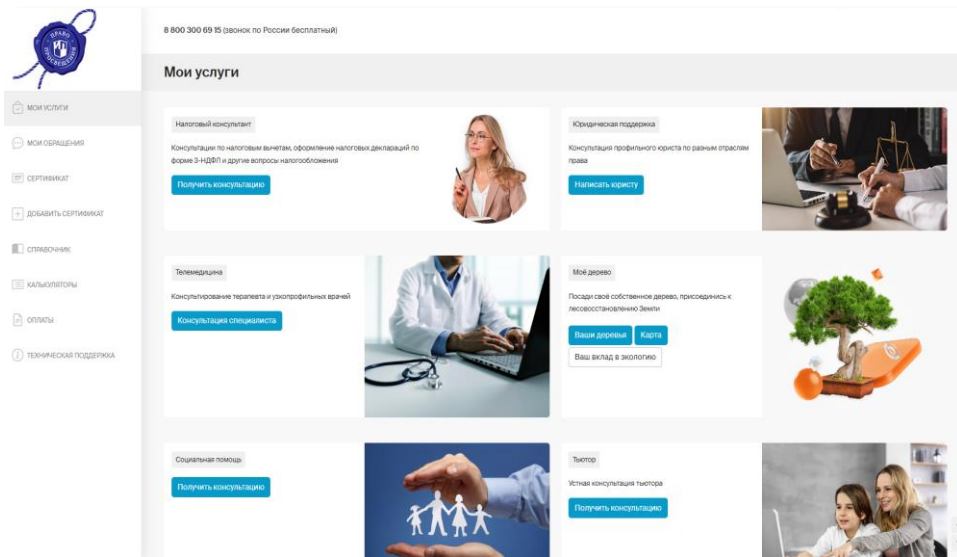 ПРАВО
ПРОСВЕЩЕНИЯ
8 800 300 69 15 (звонок по России бесплатный)
Мои услуги
МОИ УСЛУГИ
МОИ ОБРАЩЕНИЯ
СЕРТИФИКАТ
ДОБАВИТЬ СЕРТИФИКАТ
СПРАВОЧНИК
КАЛЬКУЛЯТОРЫ
ОПЛАТЫ
ТЕХНИЧЕСКАЯ ПОДДЕРЖКА
Налоговый консультант
Консультации по налоговым вычетам, оформление налоговых деклараций по
форме 3-НДФЛ и другие вопросы налогообложения
Получить консультацию
Юридическая поддержка
Консультация профильного юриста по разным отраслям
права
Написать юристу
Телемедицина
Консультирование терапевта и узкопрофильных врачей
Консультация специалиста
Моё дерево
Посади своё собственное дерево, присоединись к
лесовосстановлению Земли
Ваши деревья
Карта
Ваш вклад в экологию
Социальная помощь
Получить консультацию
Тьютор
Устная консультация тьютора
Получить консультацию